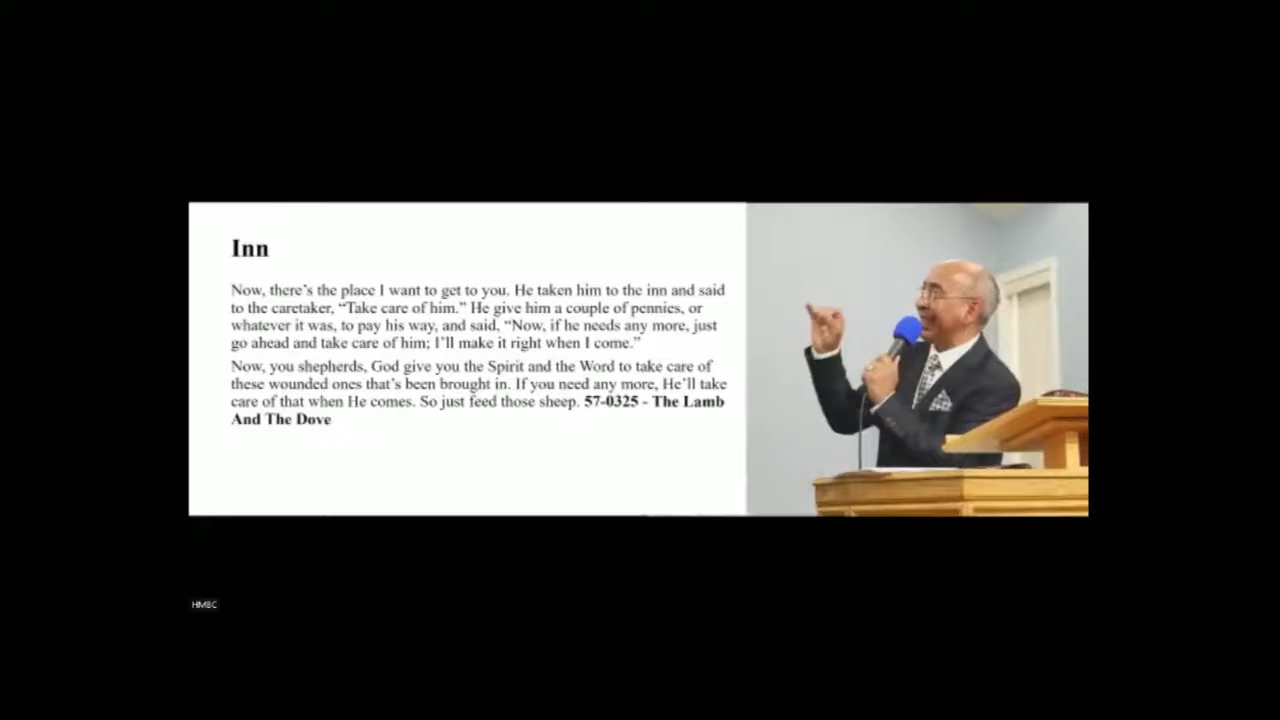 Inn
Now, there’s the place I want to get to you. He taken him to the inn and said
to the caretaker, “Take care of him.” He give him a couple of pennies, or
whatever it was, to pay his way, and said, “Now, if he needs any more, just
go ahead and take care of him; I’ll make it right when I come.”
Now, you shepherds, God give you the Spirit and the Word to take care of
these wounded ones that’s been brought in. If you need any more, He’ll take
care of that when He comes. So just feed those sheep. 57-0325 - The Lamb
And The Dove
HMBC